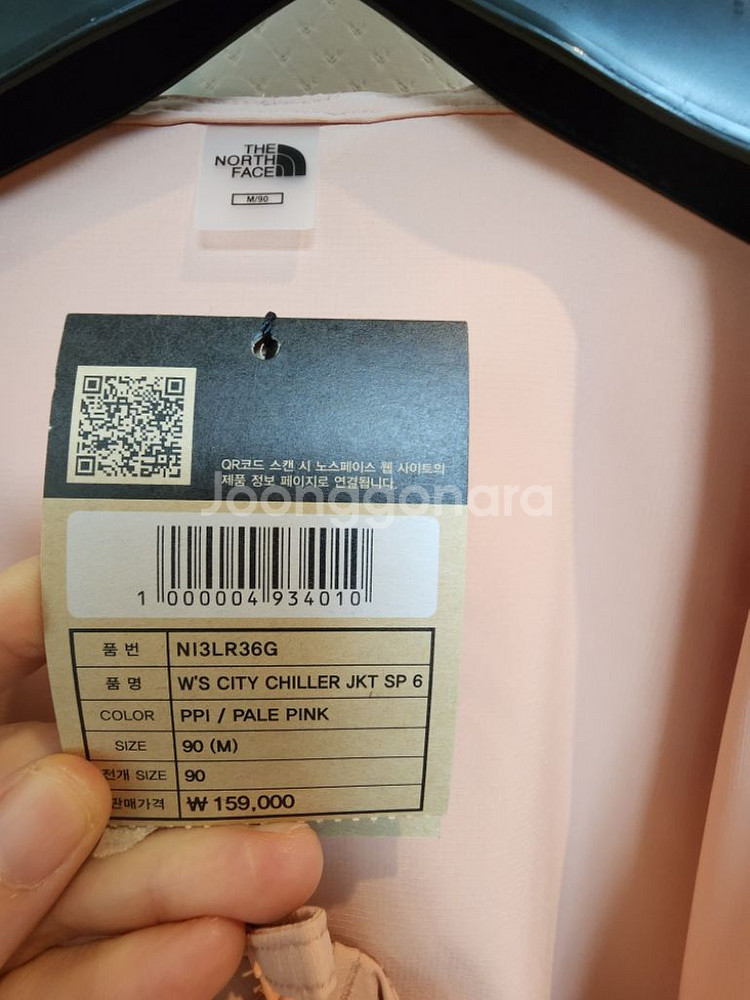 THE
NORTH
FACE
M/90
QR코드 스캔 시 노스페이스 웹 사이트의
제품 정보 페이지로 연결됩니다.
Joonggonara
1 000004 934010
품 번 NI3LR36G
품 명 W'S CITY CHILLER JKT SP 6
COLOR PPI / PALE PINK
SIZE 90 (M)
전개 SIZE 90
판매가격 ₩ 159,000